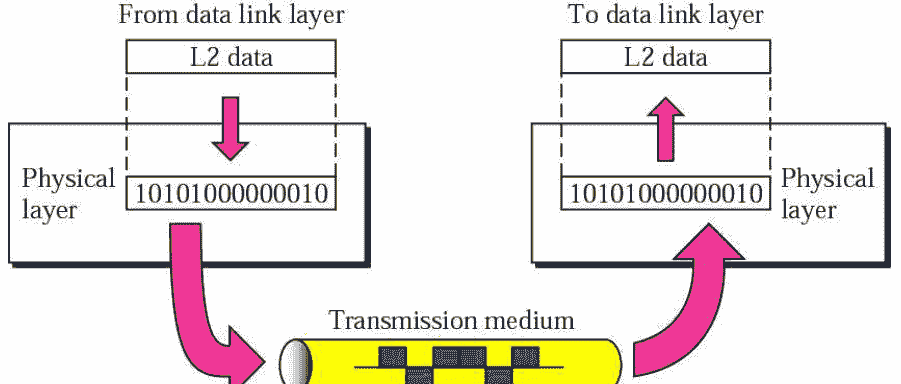 From data link layer
To data link layer
L2 data
L2 data
Physical
layer
10101000000010
10101000000010
Physical
layer
Transmission medium